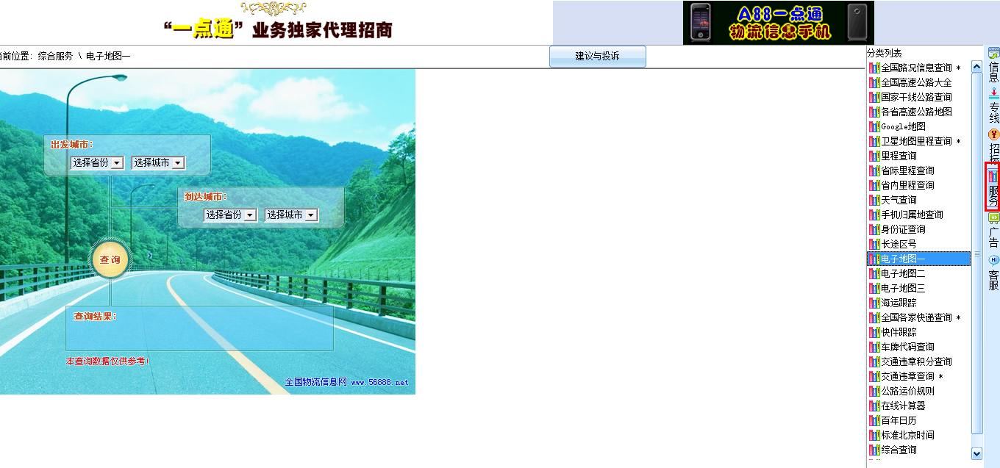 “一点通”业务独家代理招商
A88一点通
物流信息手机
当前位置：综合服务 \ 电子地图一
建议与投诉
出发城市:
选择省份 选择城市
到达城市:
选择省份 选择城市
查询
查询结果:
本查询数据仅供参考!
全国物流信息网 www.56888.net
分类列表
全国路况信息查询 *
全国高速公路大全
国家干线公路查询
各省高速公路地图
Google地图
卫星地图里程查询 *
里程查询
省际里程查询
省内里程查询
天气查询
手机归属地查询
身份证查询
长途区号
电子地图一
电子地图二
电子地图三
海运跟踪
全国各家快递查询 *
快件跟踪
车牌代码查询
交通违章积分查询
交通违章查询 *
公路运价规则
在线计算器
百年日历
标准北京时间
综合查询
信息
专线
招标
服务
AD
广告
Hi
客服